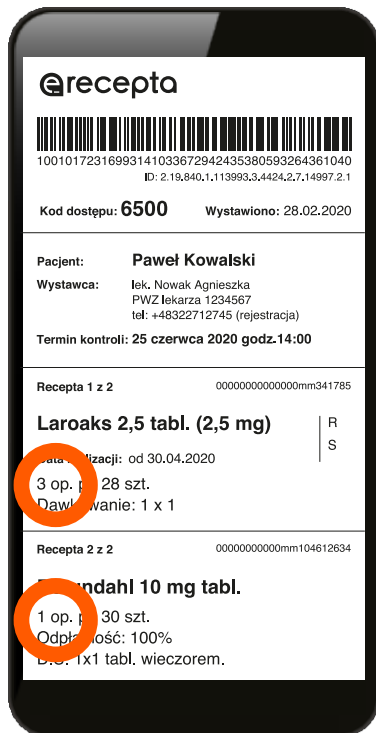 erecepta
10010172316993141033672942435380593264361040
ID: 2.19.840.1.113993.3.4424.2.7.14997.2.1
Kod dostępu: 6500 Wystawiono: 28.02.2020
Pacjent: Paweł Kowalski
Wystawca: lek. Nowak Agnieszka
PWZ lekarza 1234567
tel: +48322712745 (rejestracja)
Termin kontroli: 25 czerwca 2020 godz.14:00
Recepta 1 z 2 00000000000000mm341785
Laroaks 2,5 tabl. (2,5 mg) R
S
od 30.04.2020
3 op. 28 szt.
1 x 1
Recepta 2 z 2 00000000000mm104612634
10 mg tabl.
1 op. 30 szt.
100%
1x1 tabl. wieczorem.